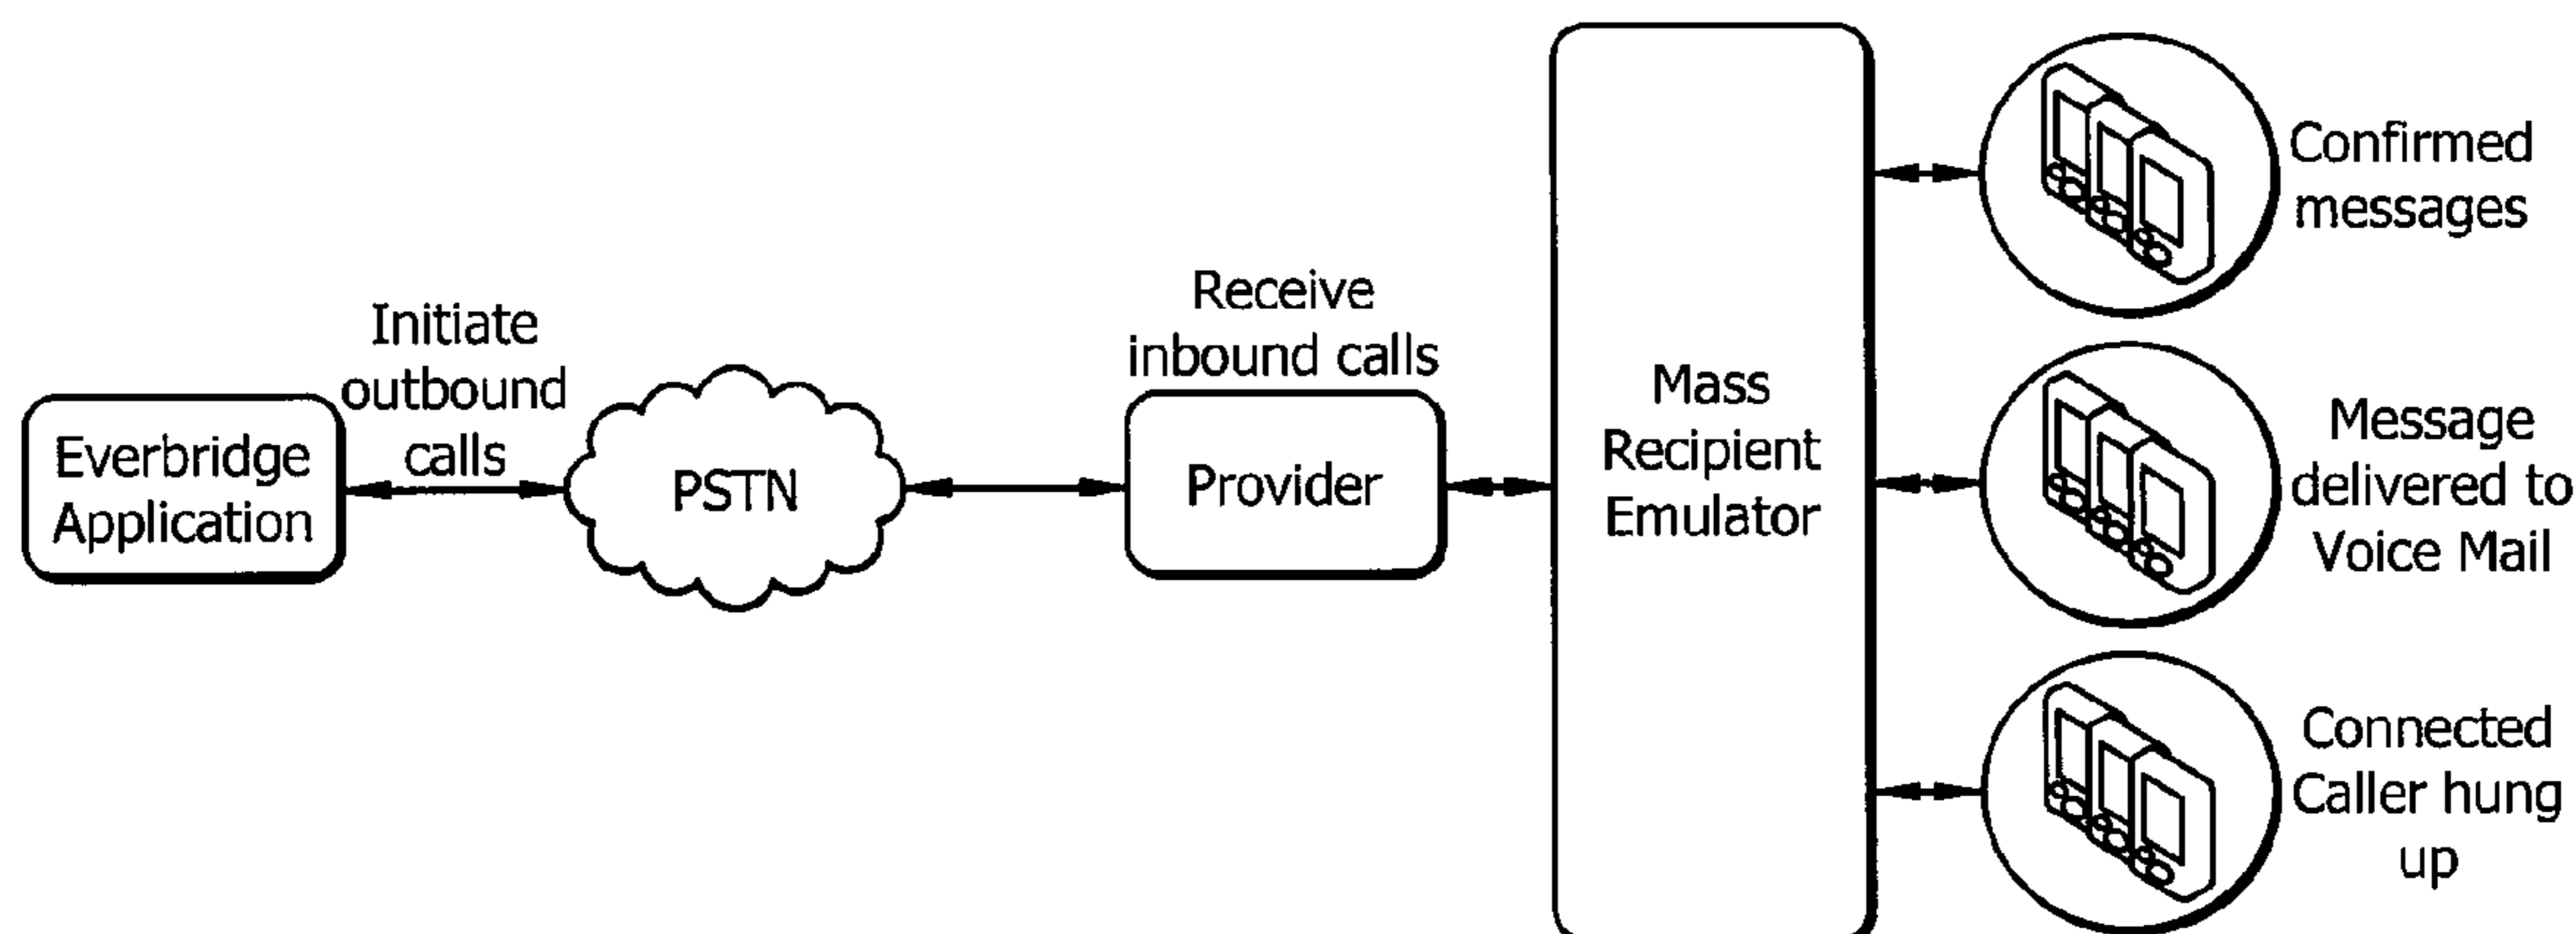 Initiate
outbound
calls
Everbridge
Application
PSTN
Receive
inbound calls
Provider
Mass
Recipient
Emulator
Confirmed
messages
Message
delivered to
Voice Mail
Connected
Caller hung
up